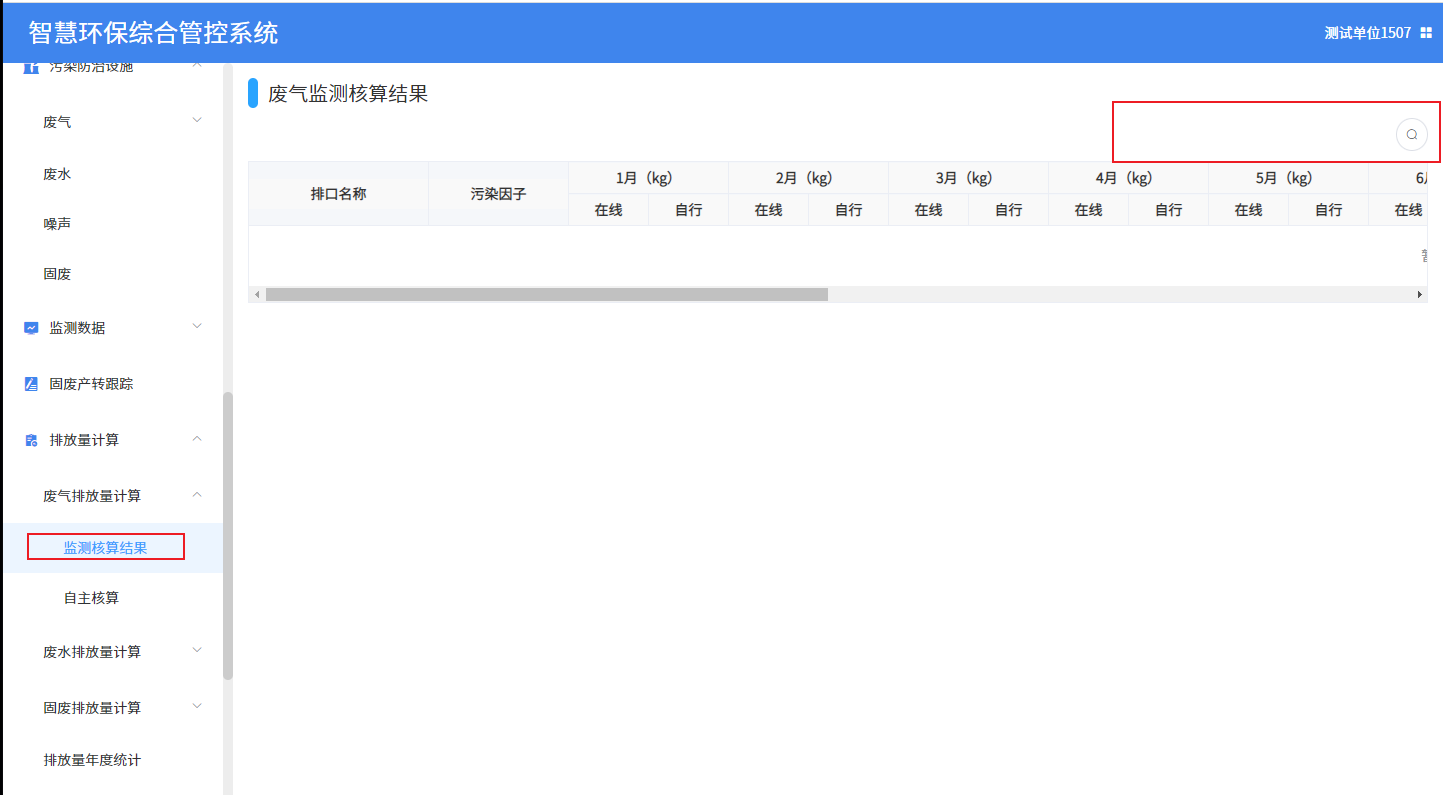 智慧环保综合管控系统
测试单位1507
污染防治设施
废气
废水
噪声
固废
监测数据
固废产转跟踪
排放量计算
废气排放量计算
监测核算结果
自主核算
废水排放量计算
固废排放量计算
排放量年度统计
废气监测核算结果
排口名称 污染因子 1月（kg） 2月（kg） 3月（kg） 4月（kg） 5月（kg） 6
在线 自行 在线 自行 在线 自行 在线 自行 在线 自行 在线